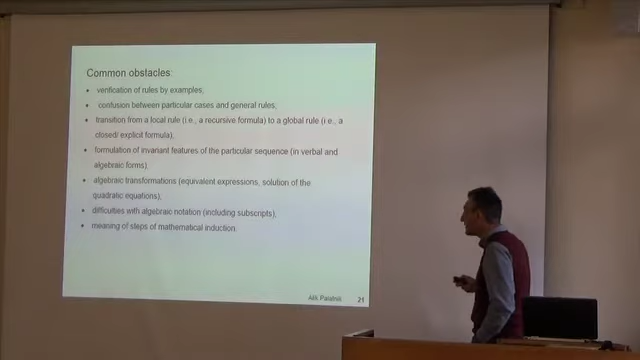 Common obstacles:
• verification of rules by examples;
• confusion between particular cases and general rules;
• transition from a local rule (i.e., a recursive formula) to a global rule (i.e., a
closed/ explicit formula);
• formulation of invariant features of the particular sequence (in verbal and
algebraic forms);
• algebraic transformations (equivalent expressions, solution of the
quadratic equations);
• difficulties with algebraic notation (including subscripts);
• meaning of steps of mathematical induction.
Alik Palatnik 21